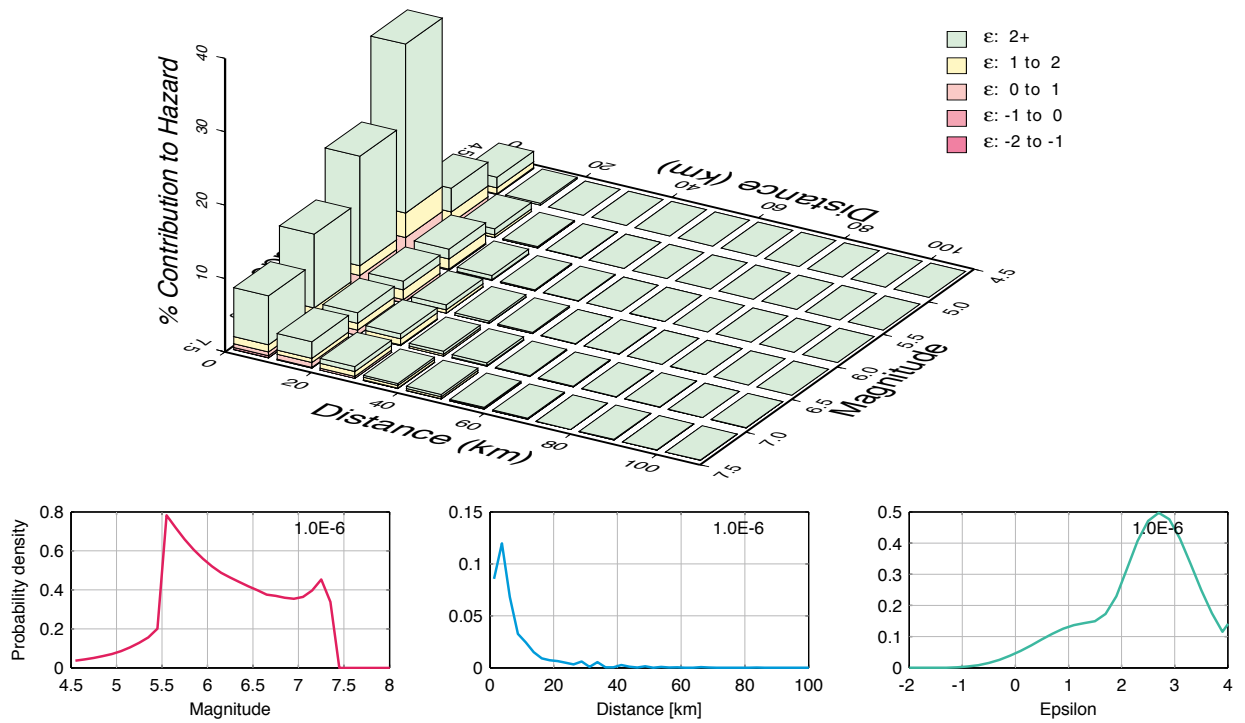 40
30
20
10
% Contribution to Hazard
ε: 2+
ε: 1 to 2
ε: 0 to 1
ε: -1 to 0
ε: -2 to -1
4.5
0
20
40
60
80
100
Distance (km)
4.5
5.0
5.5
6.0
6.5
7.0
7.5
Magnitude
7.5
0
20
40
60
80
100
Distance (km)
0.8
0.6
0.4
0.2
0
Probability density
1.0E-6
4.5 5 5.5 6 6.5 7 7.5 8
Magnitude
0.15
0.1
0.05
0
1.0E-6
0 20 40 60 80 100
Distance [km]
0.5
0.4
0.3
0.2
0.1
0
1.0E-6
-2 -1 0 1 2 3 4
Epsilon